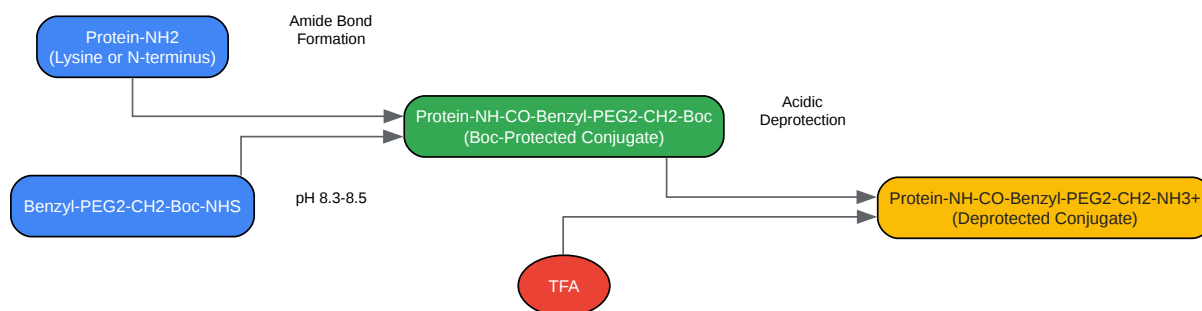 Protein-NH2
(Lysine or N-terminus)
Amide Bond
Formation
Protein-NH-CO-Benzyl-PEG2-CH2-Boc
(Boc-Protected Conjugate)
Acidic
Deprotection
Benzyl-PEG2-CH2-Boc-NHS
pH 8.3-8.5
Protein-NH-CO-Benzyl-PEG2-CH2-NH3+
(Deprotected Conjugate)
TFA